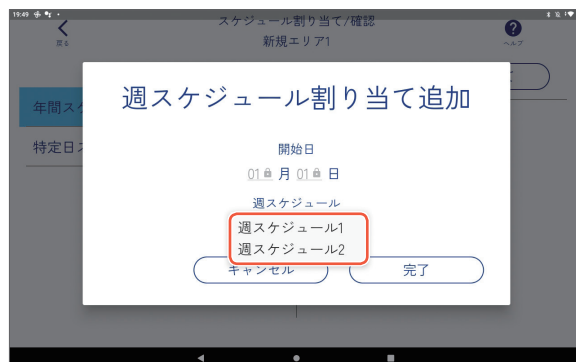 19:49
スケジュール割り当て/確認
戻る
新規エリア1
ヘルプ
年間スケ
特定日ス
週スケジュール割り当て追加
開始日
01 月 01 日
週スケジュール
週スケジュール1
週スケジュール2
キャンセル
完了